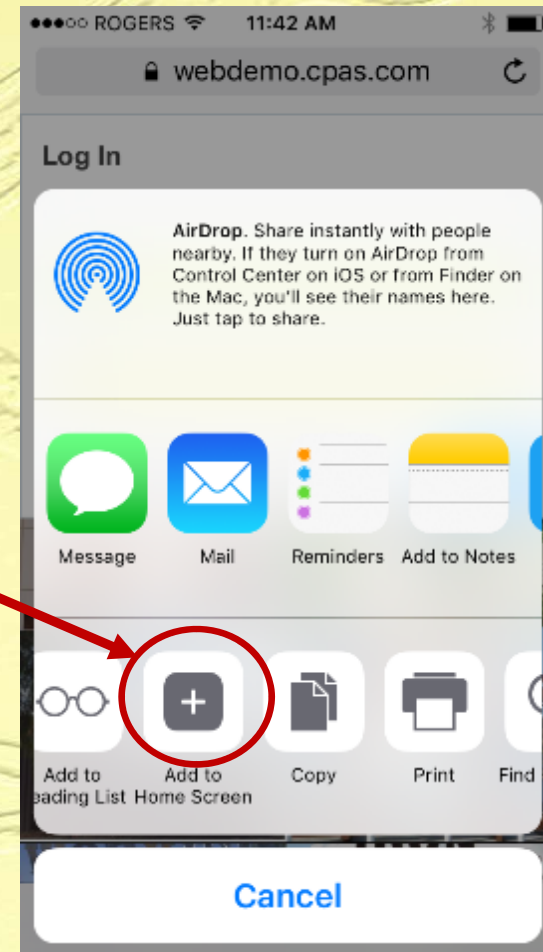 ROGERS 11:42 AM
webdemo.cpas.com
Log In
AirDrop. Share instantly with people
nearby. If they turn on AirDrop from
Control Center on iOS or from Finder on
the Mac, you'll see their names here.
Just tap to share.
Message Mail Reminders Add to Notes
Add to Add to Copy Print Find
eading List Home Screen
Cancel